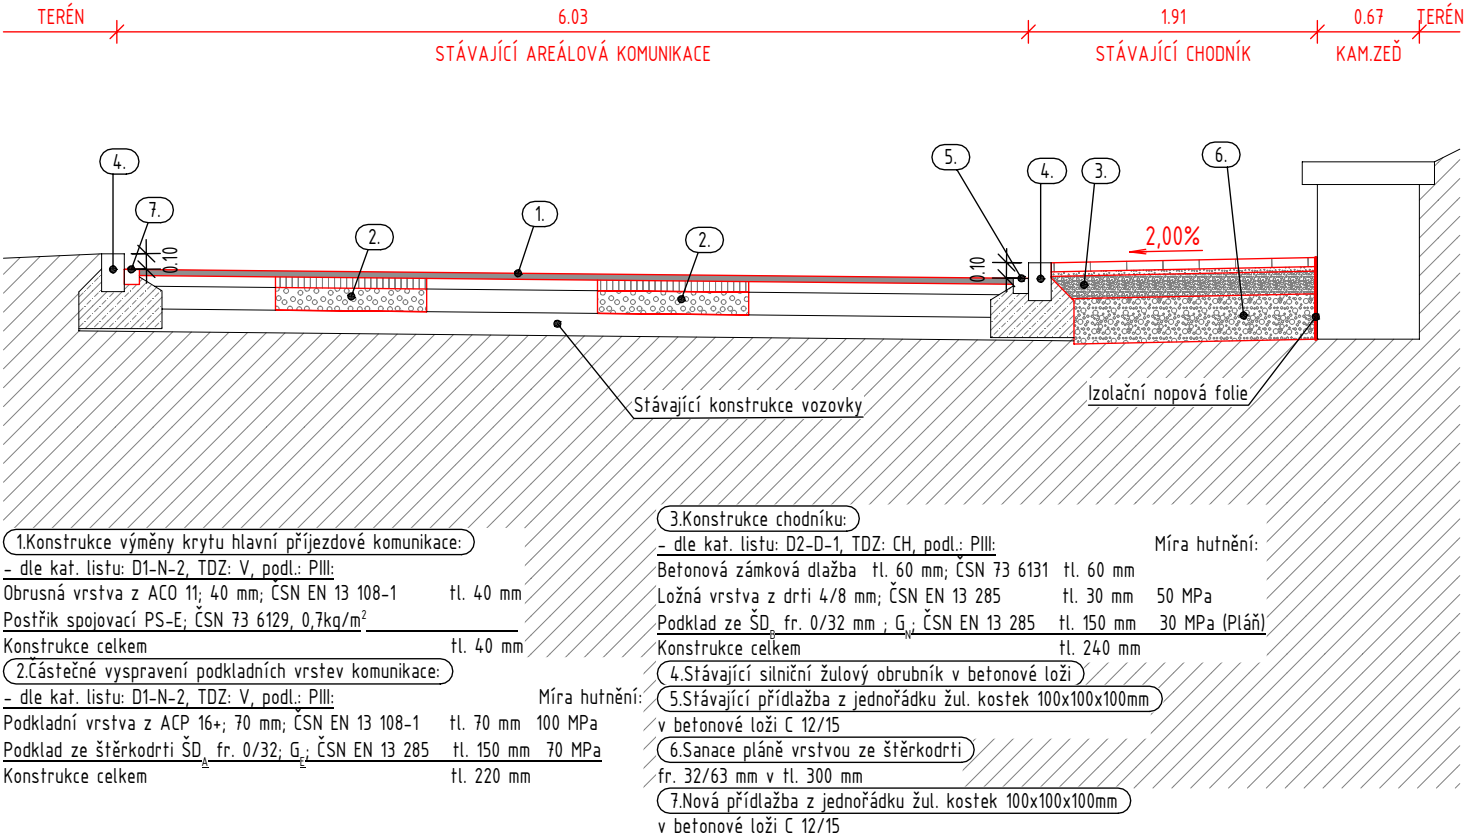 TERÉN 6.03 1.91 0.67 TERÉN
STÁVAJÍCÍ AREÁLOVÁ KOMUNIKACE STÁVAJÍCÍ CHODNÍK KAM.ZEĎ
4. 7. 2. 1. 2. 5. 4. 3. 6.
0.10
0.10
2,00%
Stávající konstrukce vozovky
Izolační nopová folie
1.Konstrukce výměny krytu hlavní příjezdové komunikace:
- dle kat. listu: D1-N-2, TDZ: V, podl.: PIII:
Obrusná vrstva z ACO 11; 40 mm; ČSN EN 13 108-1 tl. 40 mm
Postřik spojovací PS-E; ČSN 73 6129, 0,7kg/m²
Konstrukce celkem tl. 40 mm
2.Částečné vyspravení podkladních vrstev komunikace:
- dle kat. listu: D1-N-2, TDZ: V, podl.: PIII: Míra hutnění:
Podkladní vrstva z ACP 16+; 70 mm; ČSN EN 13 108-1 tl. 70 mm 100 MPa
Podklad ze štěrkodrti ŠD_A fr. 0/32; G_E; ČSN EN 13 285 tl. 150 mm 70 MPa
Konstrukce celkem tl. 220 mm
3.Konstrukce chodníku:
- dle kat. listu: D2-D-1, TDZ: CH, podl.: PIII: Míra hutnění:
Betonová zámková dlažba tl. 60 mm; ČSN 73 6131 tl. 60 mm
Ložná vrstva z drti 4/8 mm; ČSN EN 13 285 tl. 30 mm 50 MPa
Podklad ze ŠD_B fr. 0/32 mm ; G_N; ČSN EN 13 285 tl. 150 mm 30 MPa (Pláň)
Konstrukce celkem tl. 240 mm
4.Stávající silniční žulový obrubník v betonové loži
5.Stávající přídlažba z jednořádku žul. kostek 100x100x100mm
v betonové loži C 12/15
6.Sanace pláně vrstvou ze štěrkodrti
fr. 32/63 mm v tl. 300 mm
7.Nová přídlažba z jednořádku žul. kostek 100x100x100mm
v betonové loži C 12/15